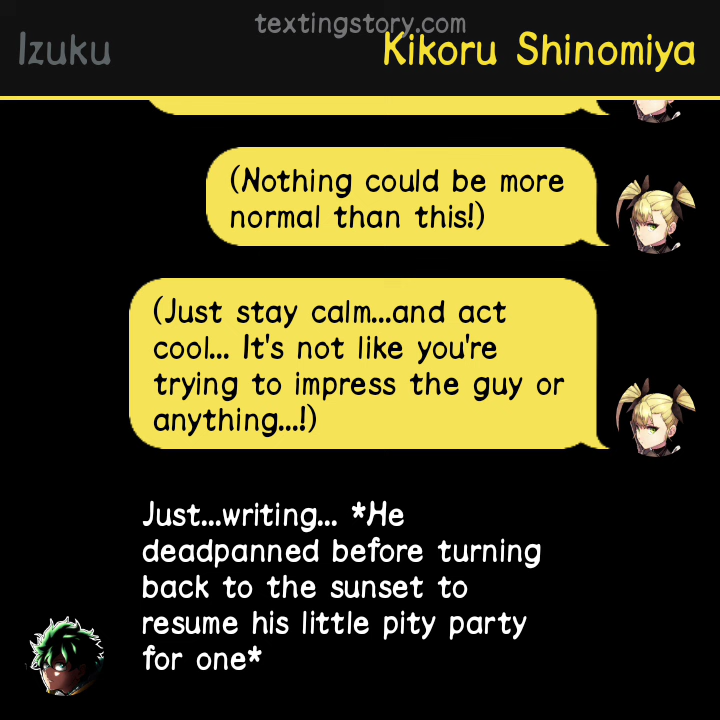 textingstory.com
Izuku
Kikoru Shinomiya
(Nothing could be more
normal than this!)
(Just stay calm...and act
cool... It's not like you're
trying to impress the guy or
anything...!)
Just...writing... *He
deadpanned before turning
back to the sunset to
resume his little pity party
for one*